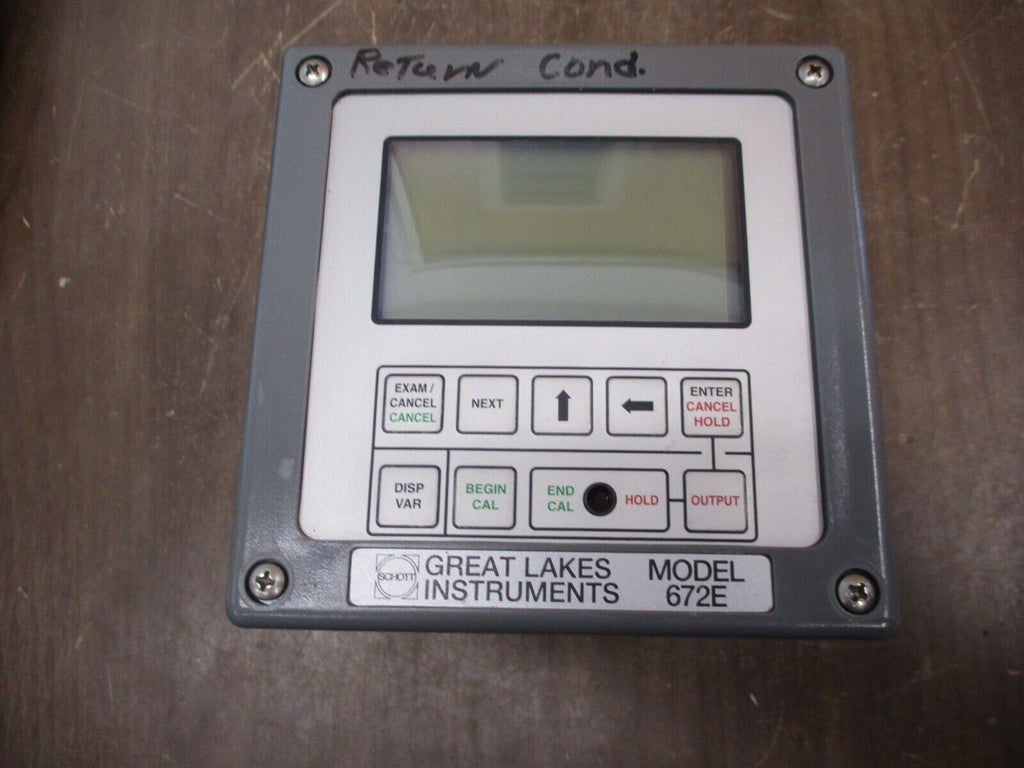 Return Cond.
EXAM /
CANCEL
CANCEL
NEXT
ENTER
CANCEL
HOLD
DISP
VAR
BEGIN
CAL
END
CAL
HOLD
OUTPUT
SCHOTT
GREAT LAKES
INSTRUMENTS
MODEL
672E